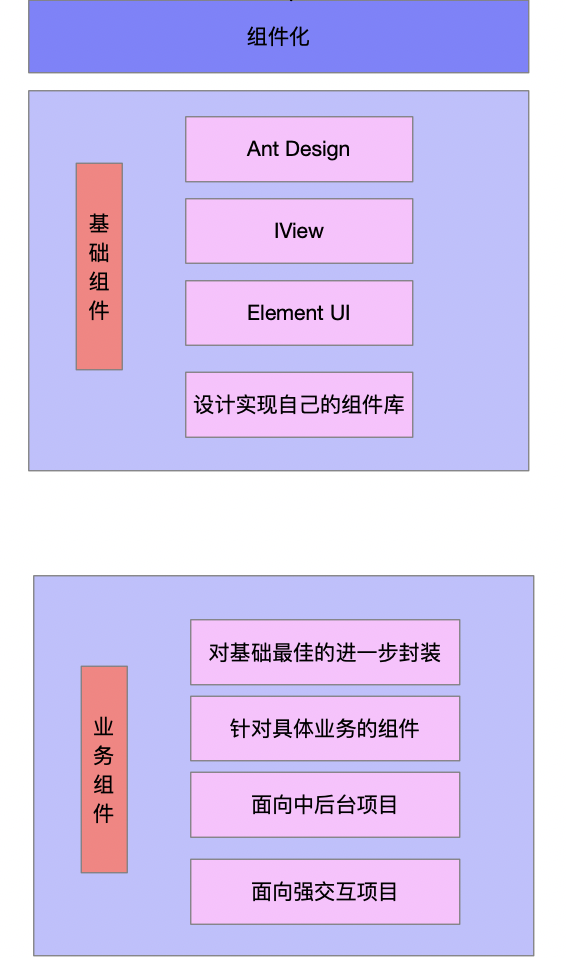 组件化
基础组件
Ant Design
IView
Element UI
设计实现自己的组件库
业务组件
对基础最佳的进一步封装
针对具体业务的组件
面向中后台项目
面向强交互项目